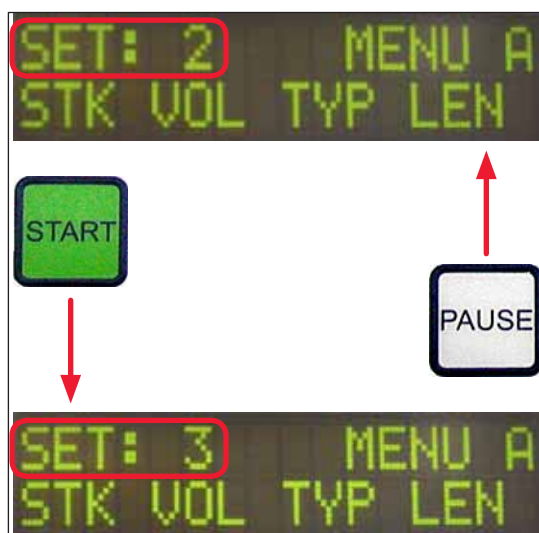 SET: 2 MENU A
STK VOL TYP LEN
START
PAUSE
SET: 3 MENU A
STK VOL TYP LEN